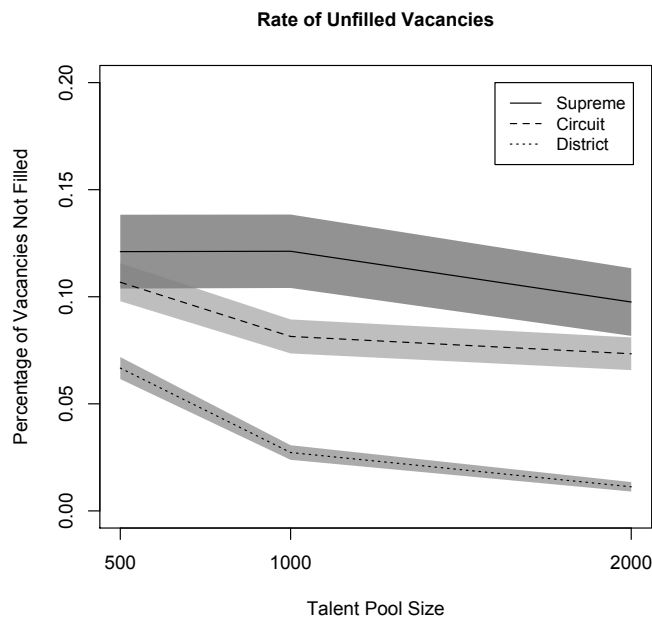 Rate of Unfilled Vacancies
Percentage of Vacancies Not Filled
0.20
0.15
0.10
0.05
0.00
Supreme
Circuit
District
500
1000
2000
Talent Pool Size